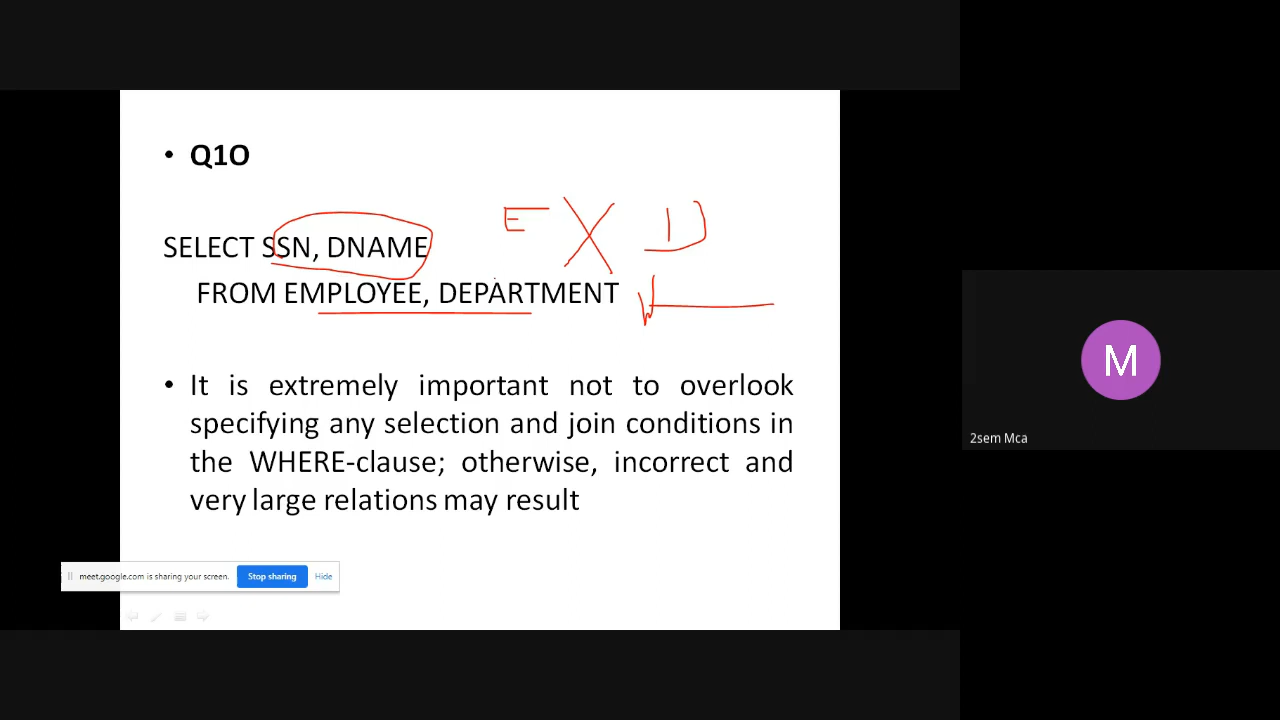 • Q1O
E X D
SELECT SSN, DNAME
FROM EMPLOYEE, DEPARTMENT
• It is extremely important not to overlook
specifying any selection and join conditions in
the WHERE-clause; otherwise, incorrect and
very large relations may result
M
2sem Mca
meet.google.com is sharing your screen. Stop sharing Hide